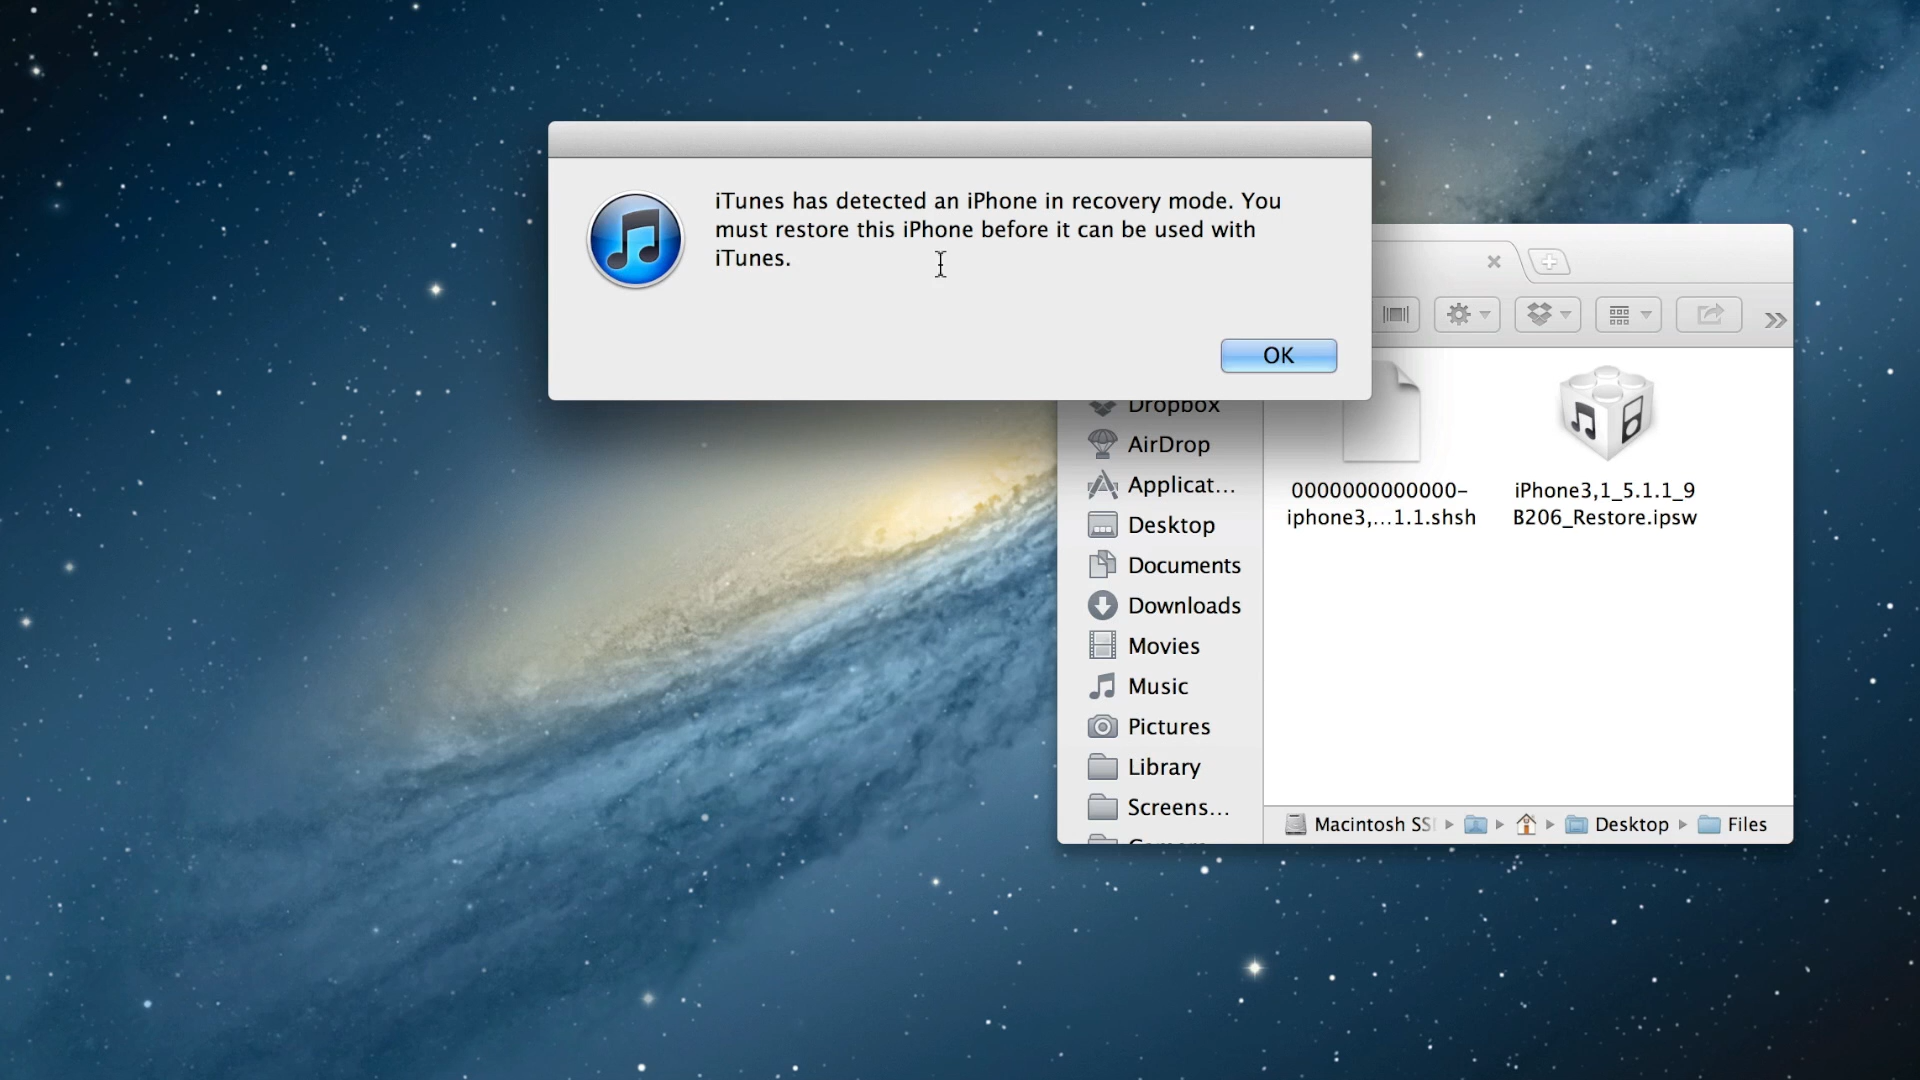 iTunes has detected an iPhone in recovery mode. You
must restore this iPhone before it can be used with
iTunes.
OK
Dropbox
AirDrop
Applicat...
Desktop
Documents
Downloads
Movies
Music
Pictures
Library
Screens...
0000000000000-
iphone3,...1.1.shsh
iPhone3,1_5.1.1_9
B206_Restore.ipsw
Macintosh SS
Desktop
Files